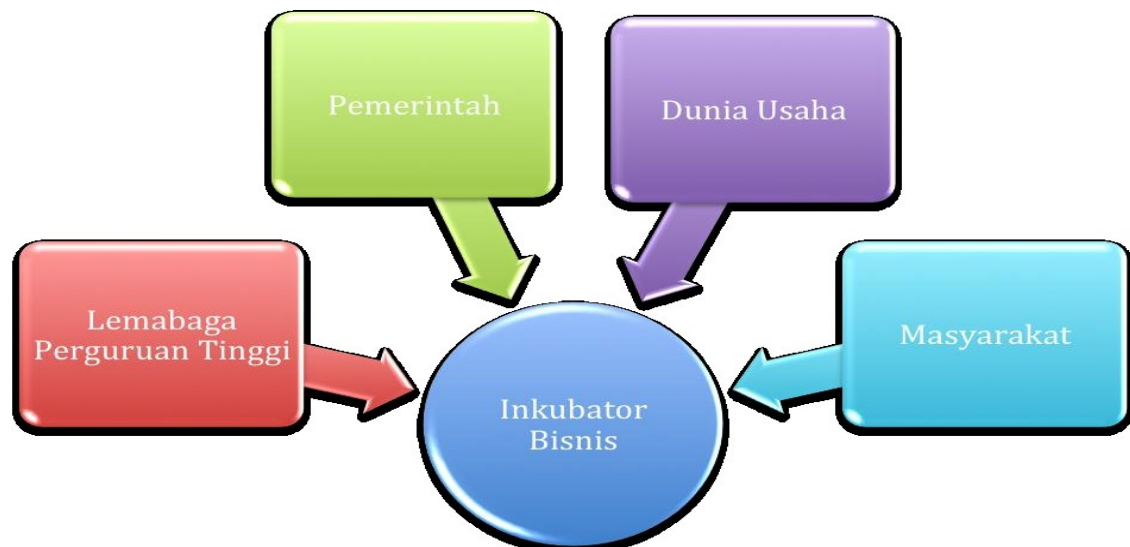 Pemerintah
Dunia Usaha
Lemabaga
Perguruan Tinggi
Masyarakat
Inkubator
Bisnis